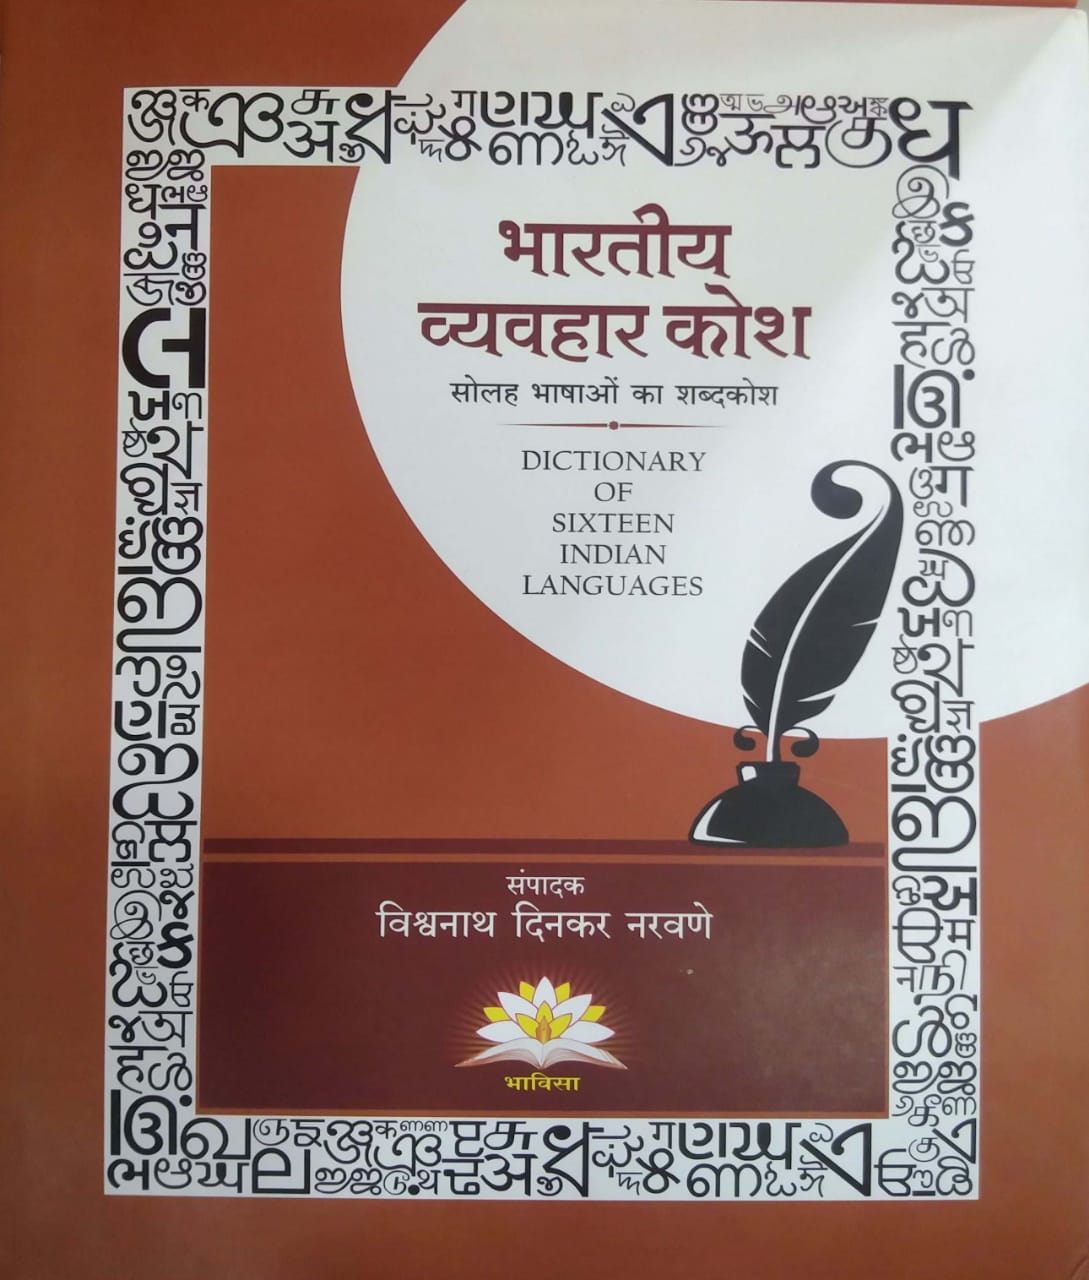 भारतीय
व्यवहार कोश
सोलह भाषाओं का शब्दकोश
DICTIONARY
OF
SIXTEEN
INDIAN
LANGUAGES
संपादक
विश्वनाथ दिनकर नरवणे
भाविसा